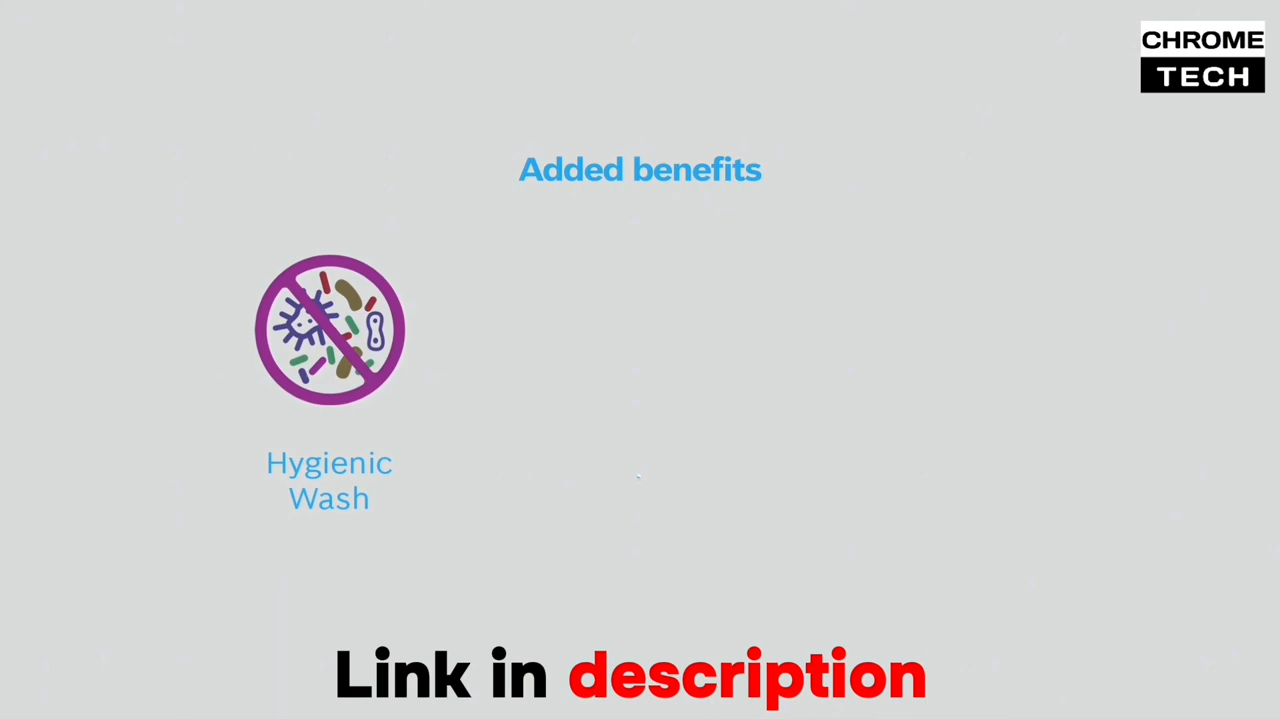 CHROME
TECH
Added benefits
Hygienic
Wash
Link in description